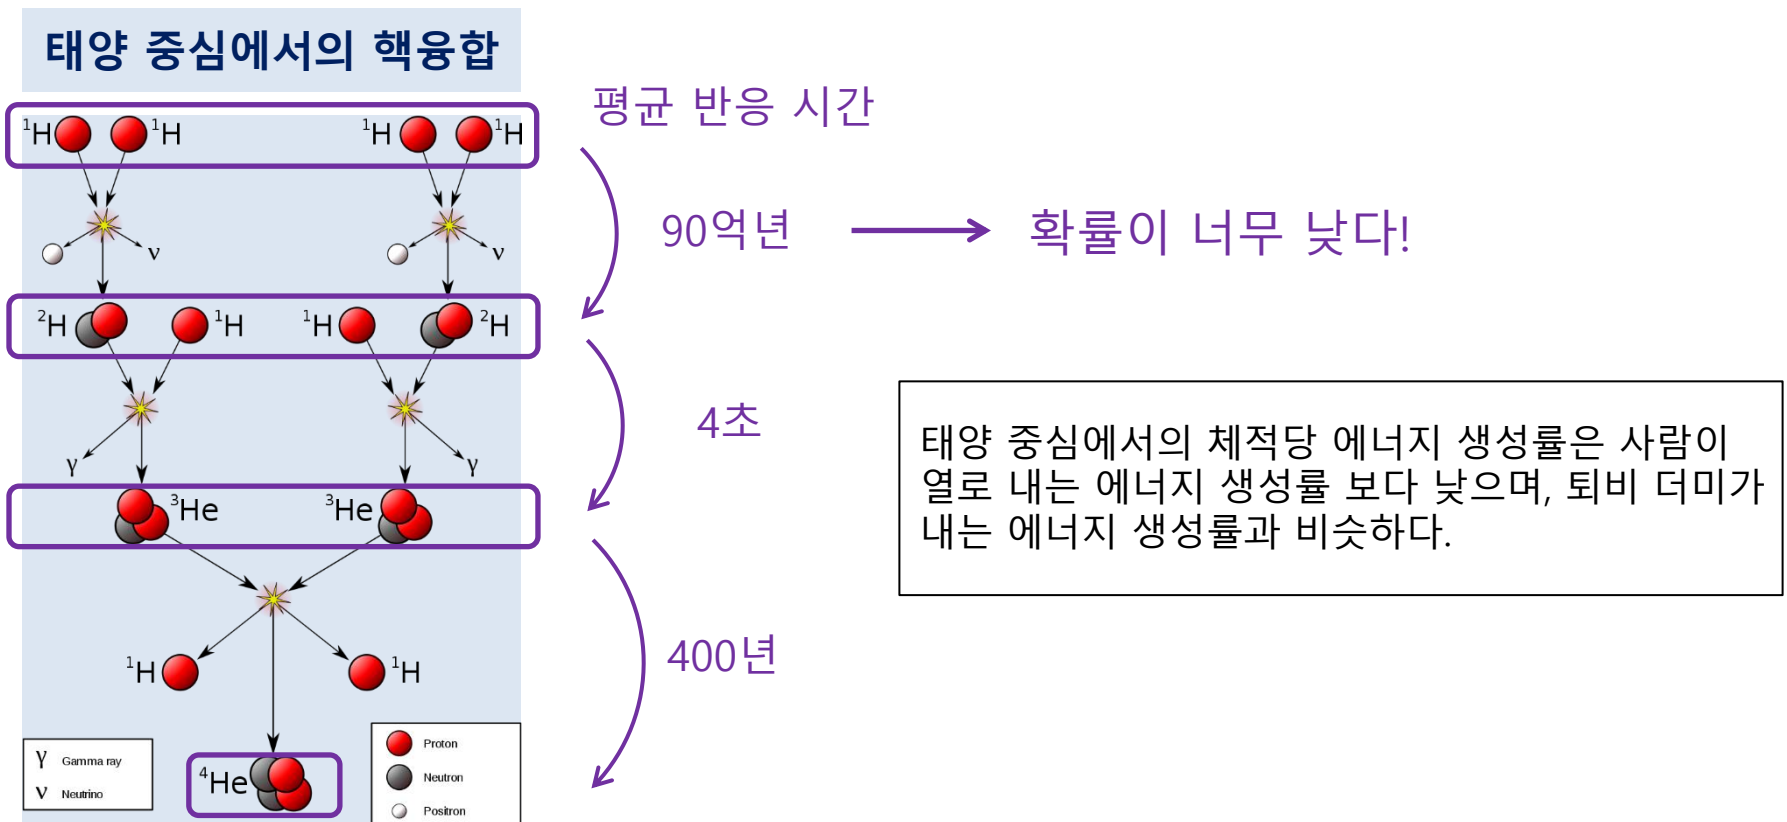 태양 중심에서의 핵융합
평균 반응 시간
¹H ¹H ¹H ¹H
90억년 확률이 너무 낮다!
ν ν
²H ¹H ¹H ²H
4초
γ γ
³He ³He
태양 중심에서의 체적당 에너지 생성률은 사람이
열로 내는 에너지 생성률 보다 낮으며, 퇴비 더미가
내는 에너지 생성률과 비슷하다.
400년
¹H ¹H
⁴He
γ Gamma ray
ν Neutrino
Proton
Neutron
Positron